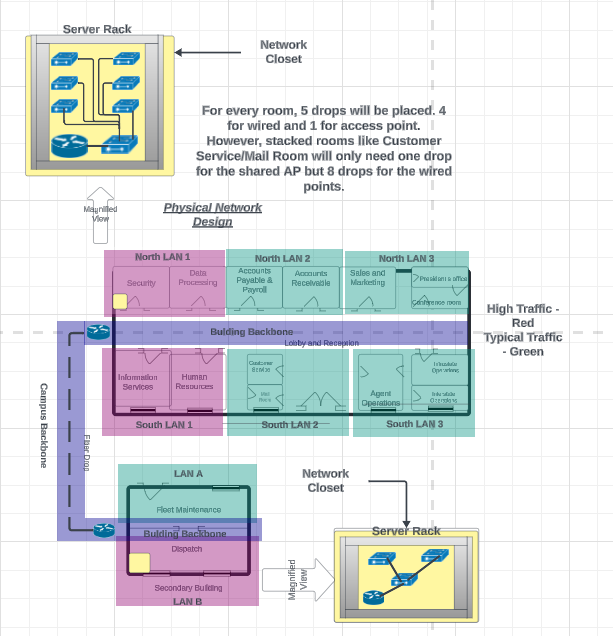 Server Rack
Network
Closet
For every room, 5 drops will be placed. 4
for wired and 1 for access point.
However, stacked rooms like Customer
Service/Mail Room will only need one drop
for the shared AP but 8 drops for the wired
points.
Magnified
View
Physical Network
Design
North LAN 1
North LAN 2
North LAN 3
Security
Data
Processing
Accounts
Payable &
Payroll
Accounts
Receivable
Sales and
Marketing
President's office
Conference room
High Traffic -
Red
Typical Traffic
- Green
Bulding Backbone
Lobby and Reception
Information
Services
Human
Resources
Customer
Service
Mail
Room
Agent
Operations
Intrastate
Operations
Operations
South LAN 1
South LAN 2
South LAN 3
Campus Backbone
Fiber Drop
LAN A
Fleet Maintenance
Bulding Backbone
Dispatch
Secondary Building
LAN B
Magnified
View
Network
Closet
Server Rack